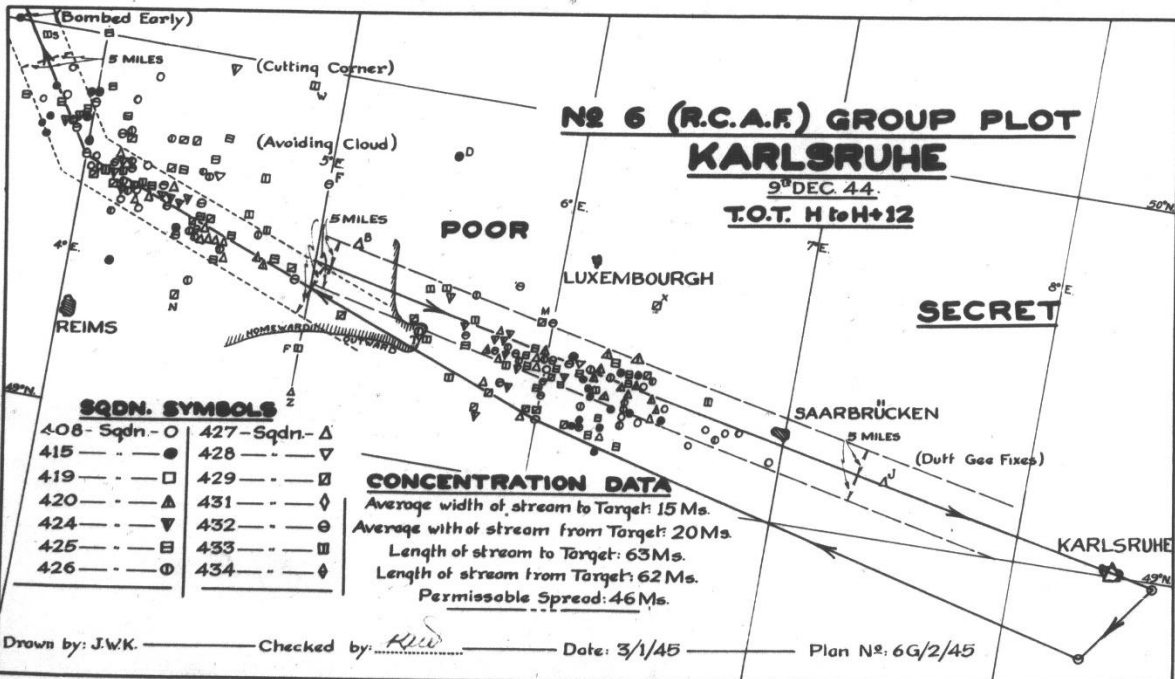 (Bombed Early)
S
5 MILES
(Cutting Corner)
W
(Avoiding Cloud)
D
Nº 6 (R.C.A.F.) GROUP PLOT
KARLSRUHE
9TH DEC. 44.
T.O.T. H to H+12
5°E
F
5 MILES
B
POOR
6°E.
50°N.
4°E.
7°E.
LUXEMBOURGH
X
8°E.
N
M
SECRET
REIMS
HOMEWARD
OUTWARD
F
Z
49°N.
SAARBRÜCKEN
5 MILES
(Duff Gee Fixes)
J
SQDN. SYMBOLS
408 - Sqdn. - 427 - Sqdn. -
415 — " — 428 — " —
419 — " — 429 — " —
420 — " — 431 — " —
424 — " — 432 — " —
425 — " — 433 — " —
426 — " — 434 — " —
CONCENTRATION DATA
Average width of stream to Target: 15 Ms.
Average with of stream from Target: 20 Ms.
Length of stream to Target: 63 Ms.
Length of stream from Target: 62 Ms.
Permissable Spread: 46 Ms.
KARLSRUHE
49°N.
Drawn by: J.W.K. Checked by: Date: 3/1/45 Plan Nº: 6G/2/45